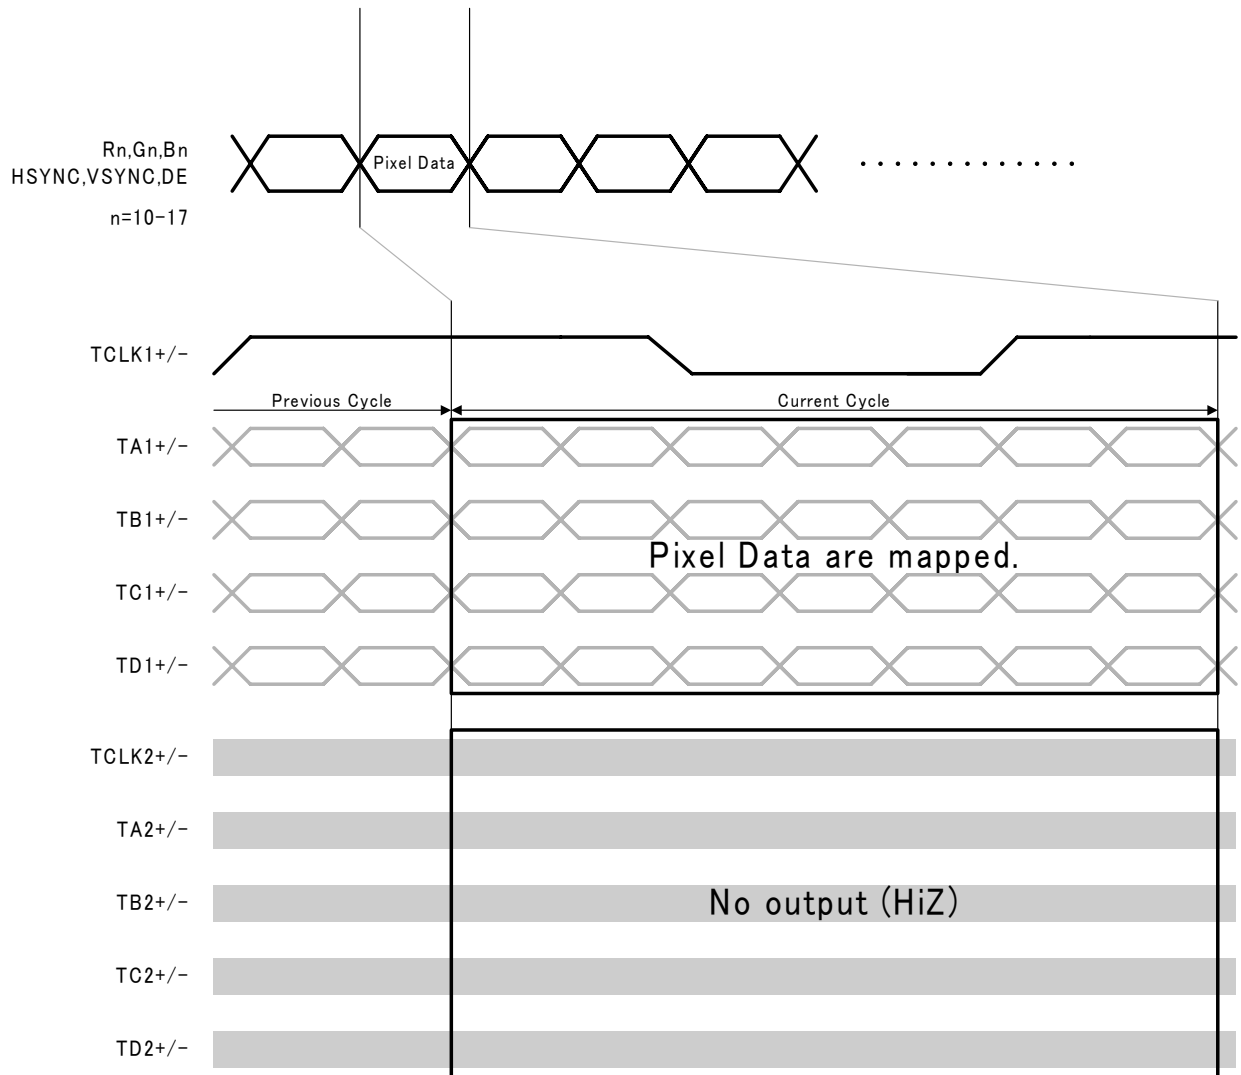 Rn,Gn,Bn
HSYNC,VSYNC,DE
n=10-17
Pixel Data
TCLK1+/-
Previous Cycle
Current Cycle
TA1+/-
TB1+/-
Pixel Data are mapped.
TC1+/-
TD1+/-
TCLK2+/-
TA2+/-
TB2+/-
No output (HiZ)
TC2+/-
TD2+/-